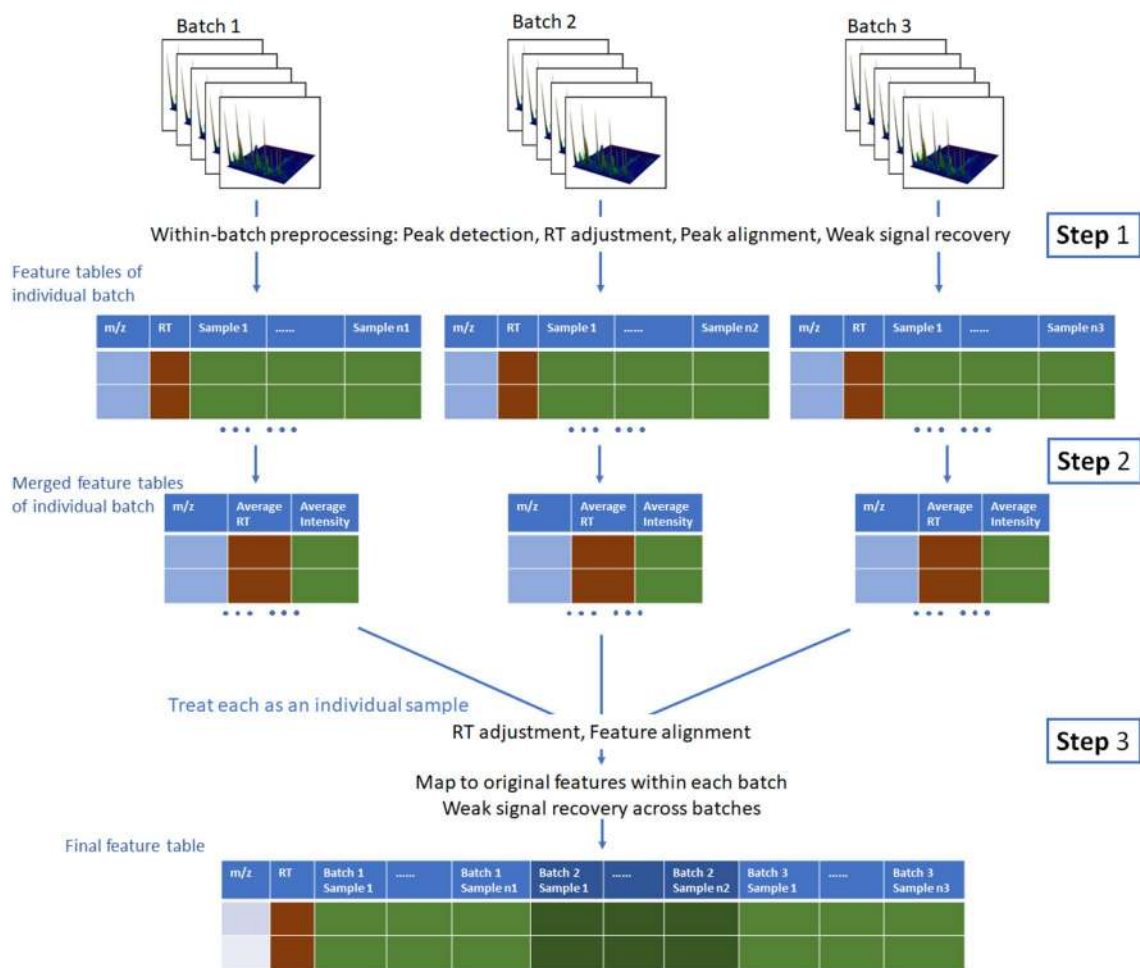 Batch 1
Batch 2
Batch 3
Within-batch preprocessing: Peak detection, RT adjustment, Peak alignment, Weak signal recovery
Step 1
Feature tables of
individual batch
m/z RT Sample 1 ...... Sample n1
m/z RT Sample 1 ...... Sample n2
m/z RT Sample 1 ...... Sample n3
Step 2
Merged feature tables
of individual batch
m/z Average RT Average Intensity
m/z Average RT Average Intensity
m/z Average RT Average Intensity
Treat each as an individual sample
RT adjustment, Feature alignment
Step 3
Map to original features within each batch
Weak signal recovery across batches
Final feature table
m/z RT Batch 1 Sample 1 ...... Batch 1 Sample n1 Batch 2 Sample 1 ...... Batch 2 Sample n2 Batch 3 Sample 1 ...... Batch 3 Sample n3